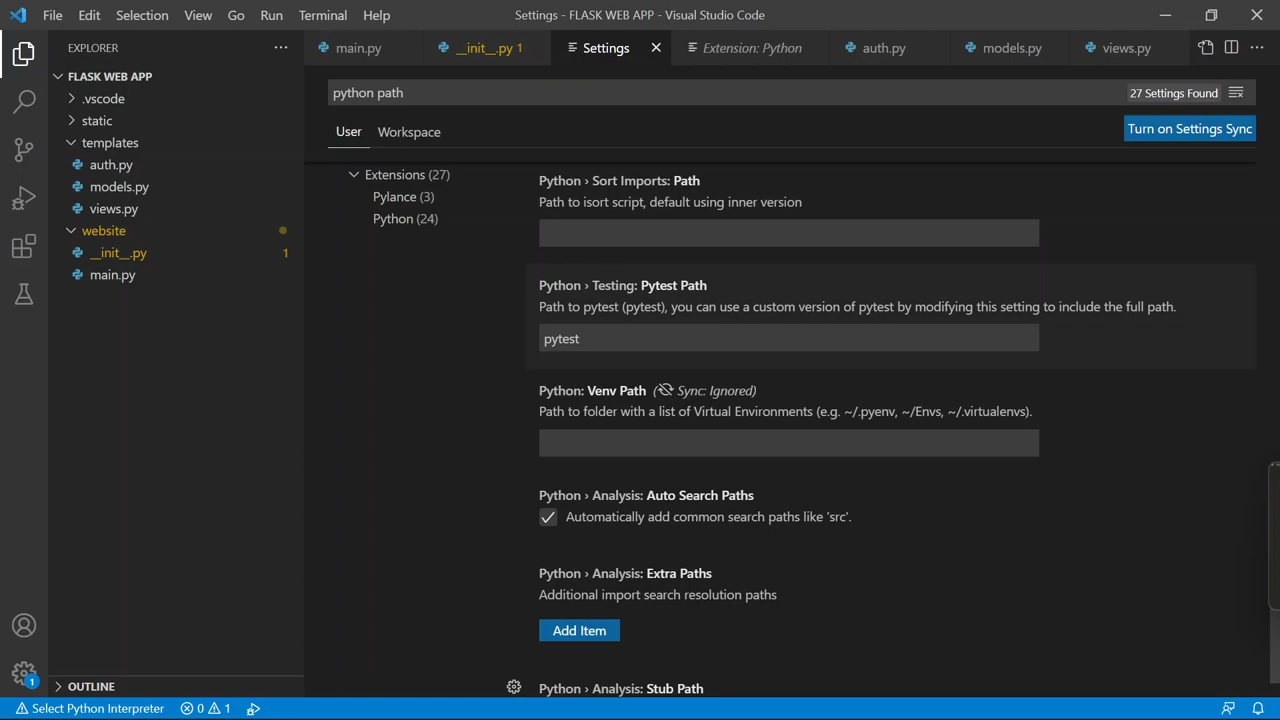 File Edit Selection View Go Run Terminal Help
Settings - FLASK WEB APP - Visual Studio Code
EXPLORER
FLASK WEB APP
.vscode
static
templates
auth.py
models.py
views.py
website
__init__.py 1
main.py
OUTLINE
1
main.py
__init__.py 1
Settings
Extension: Python
auth.py
models.py
views.py
python path
27 Settings Found
User Workspace
Turn on Settings Sync
Extensions (27)
Pylance (3)
Python (24)
Python › Sort Imports: Path
Path to isort script, default using inner version
Python › Testing: Pytest Path
Path to pytest (pytest), you can use a custom version of pytest by modifying this setting to include the full path.
pytest
Python: Venv Path (Sync: Ignored)
Path to folder with a list of Virtual Environments (e.g. ~/.pyenv, ~/Envs, ~/.virtualenvs).
Python › Analysis: Auto Search Paths
Automatically add common search paths like 'src'.
Python › Analysis: Extra Paths
Additional import search resolution paths
Add Item
Python › Analysis: Stub Path
Select Python Interpreter 0 1